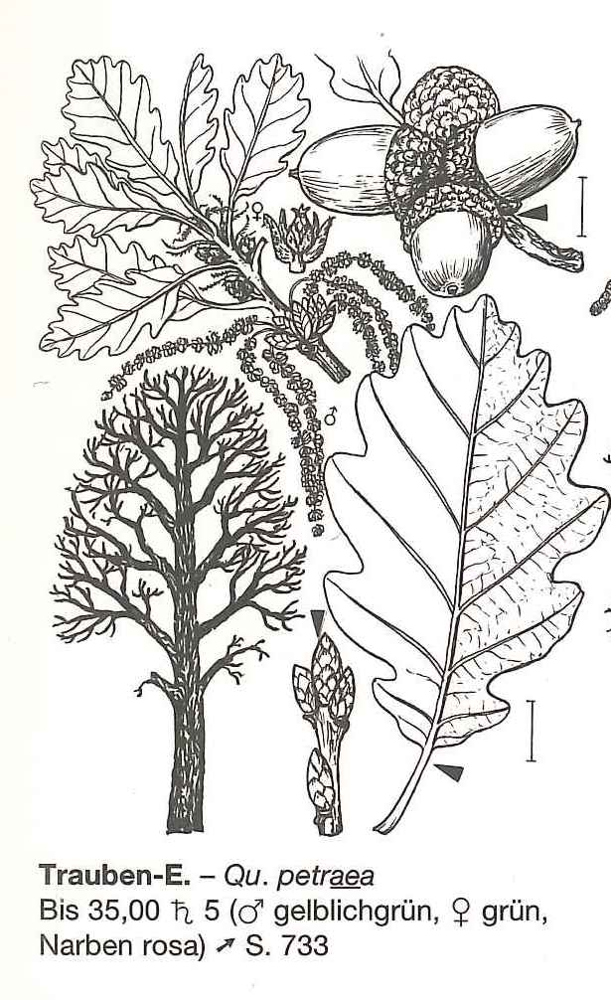 ♀
♂
Trauben-E. – Qu. petraea
Bis 35,00 ♄ 5 (♂ gelblichgrün, ♀ grün,
Narben rosa) ↗ S. 733